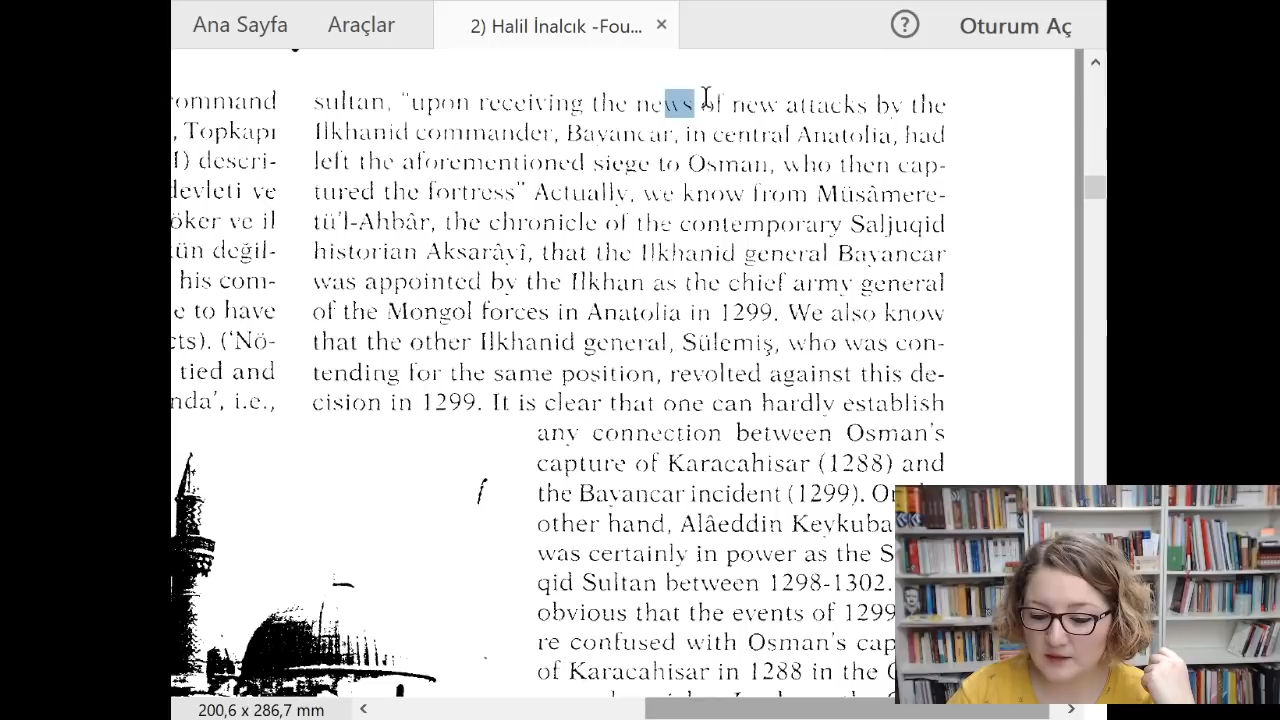 Ana Sayfa
Araçlar
2) Halil İnalcık -Fou...
Oturum Aç
ommand
, Topkapı
I) descri-
devleti ve
öker ve il
ün değil-
his com-
e to have
cts). ('Nö-
tied and
nda', i.e.,
sultan, "upon receiving the news of new attacks by the
Ilkhanid commander, Bayancar, in central Anatolia, had
left the aforementioned siege to Osman, who then cap-
tured the fortress" Actually, we know from Müsâmere-
tü'l-Ahbâr, the chronicle of the contemporary Saljuqid
historian Aksarâyî, that the Ilkhanid general Bayancar
was appointed by the Ilkhan as the chief army general
of the Mongol forces in Anatolia in 1299. We also know
that the other Ilkhanid general, Sülemiş, who was con-
tending for the same position, revolted against this de-
cision in 1299. It is clear that one can hardly establish
any connection between Osman's
capture of Karacahisar (1288) and
the Bayancar incident (1299).
other hand, Alâeddin Keykuba
was certainly in power as the S
qid Sultan between 1298-1302.
obvious that the events of 1299
re confused with Osman's cap
of Karacahisar in 1288 in the
200,6 x 286,7 mm